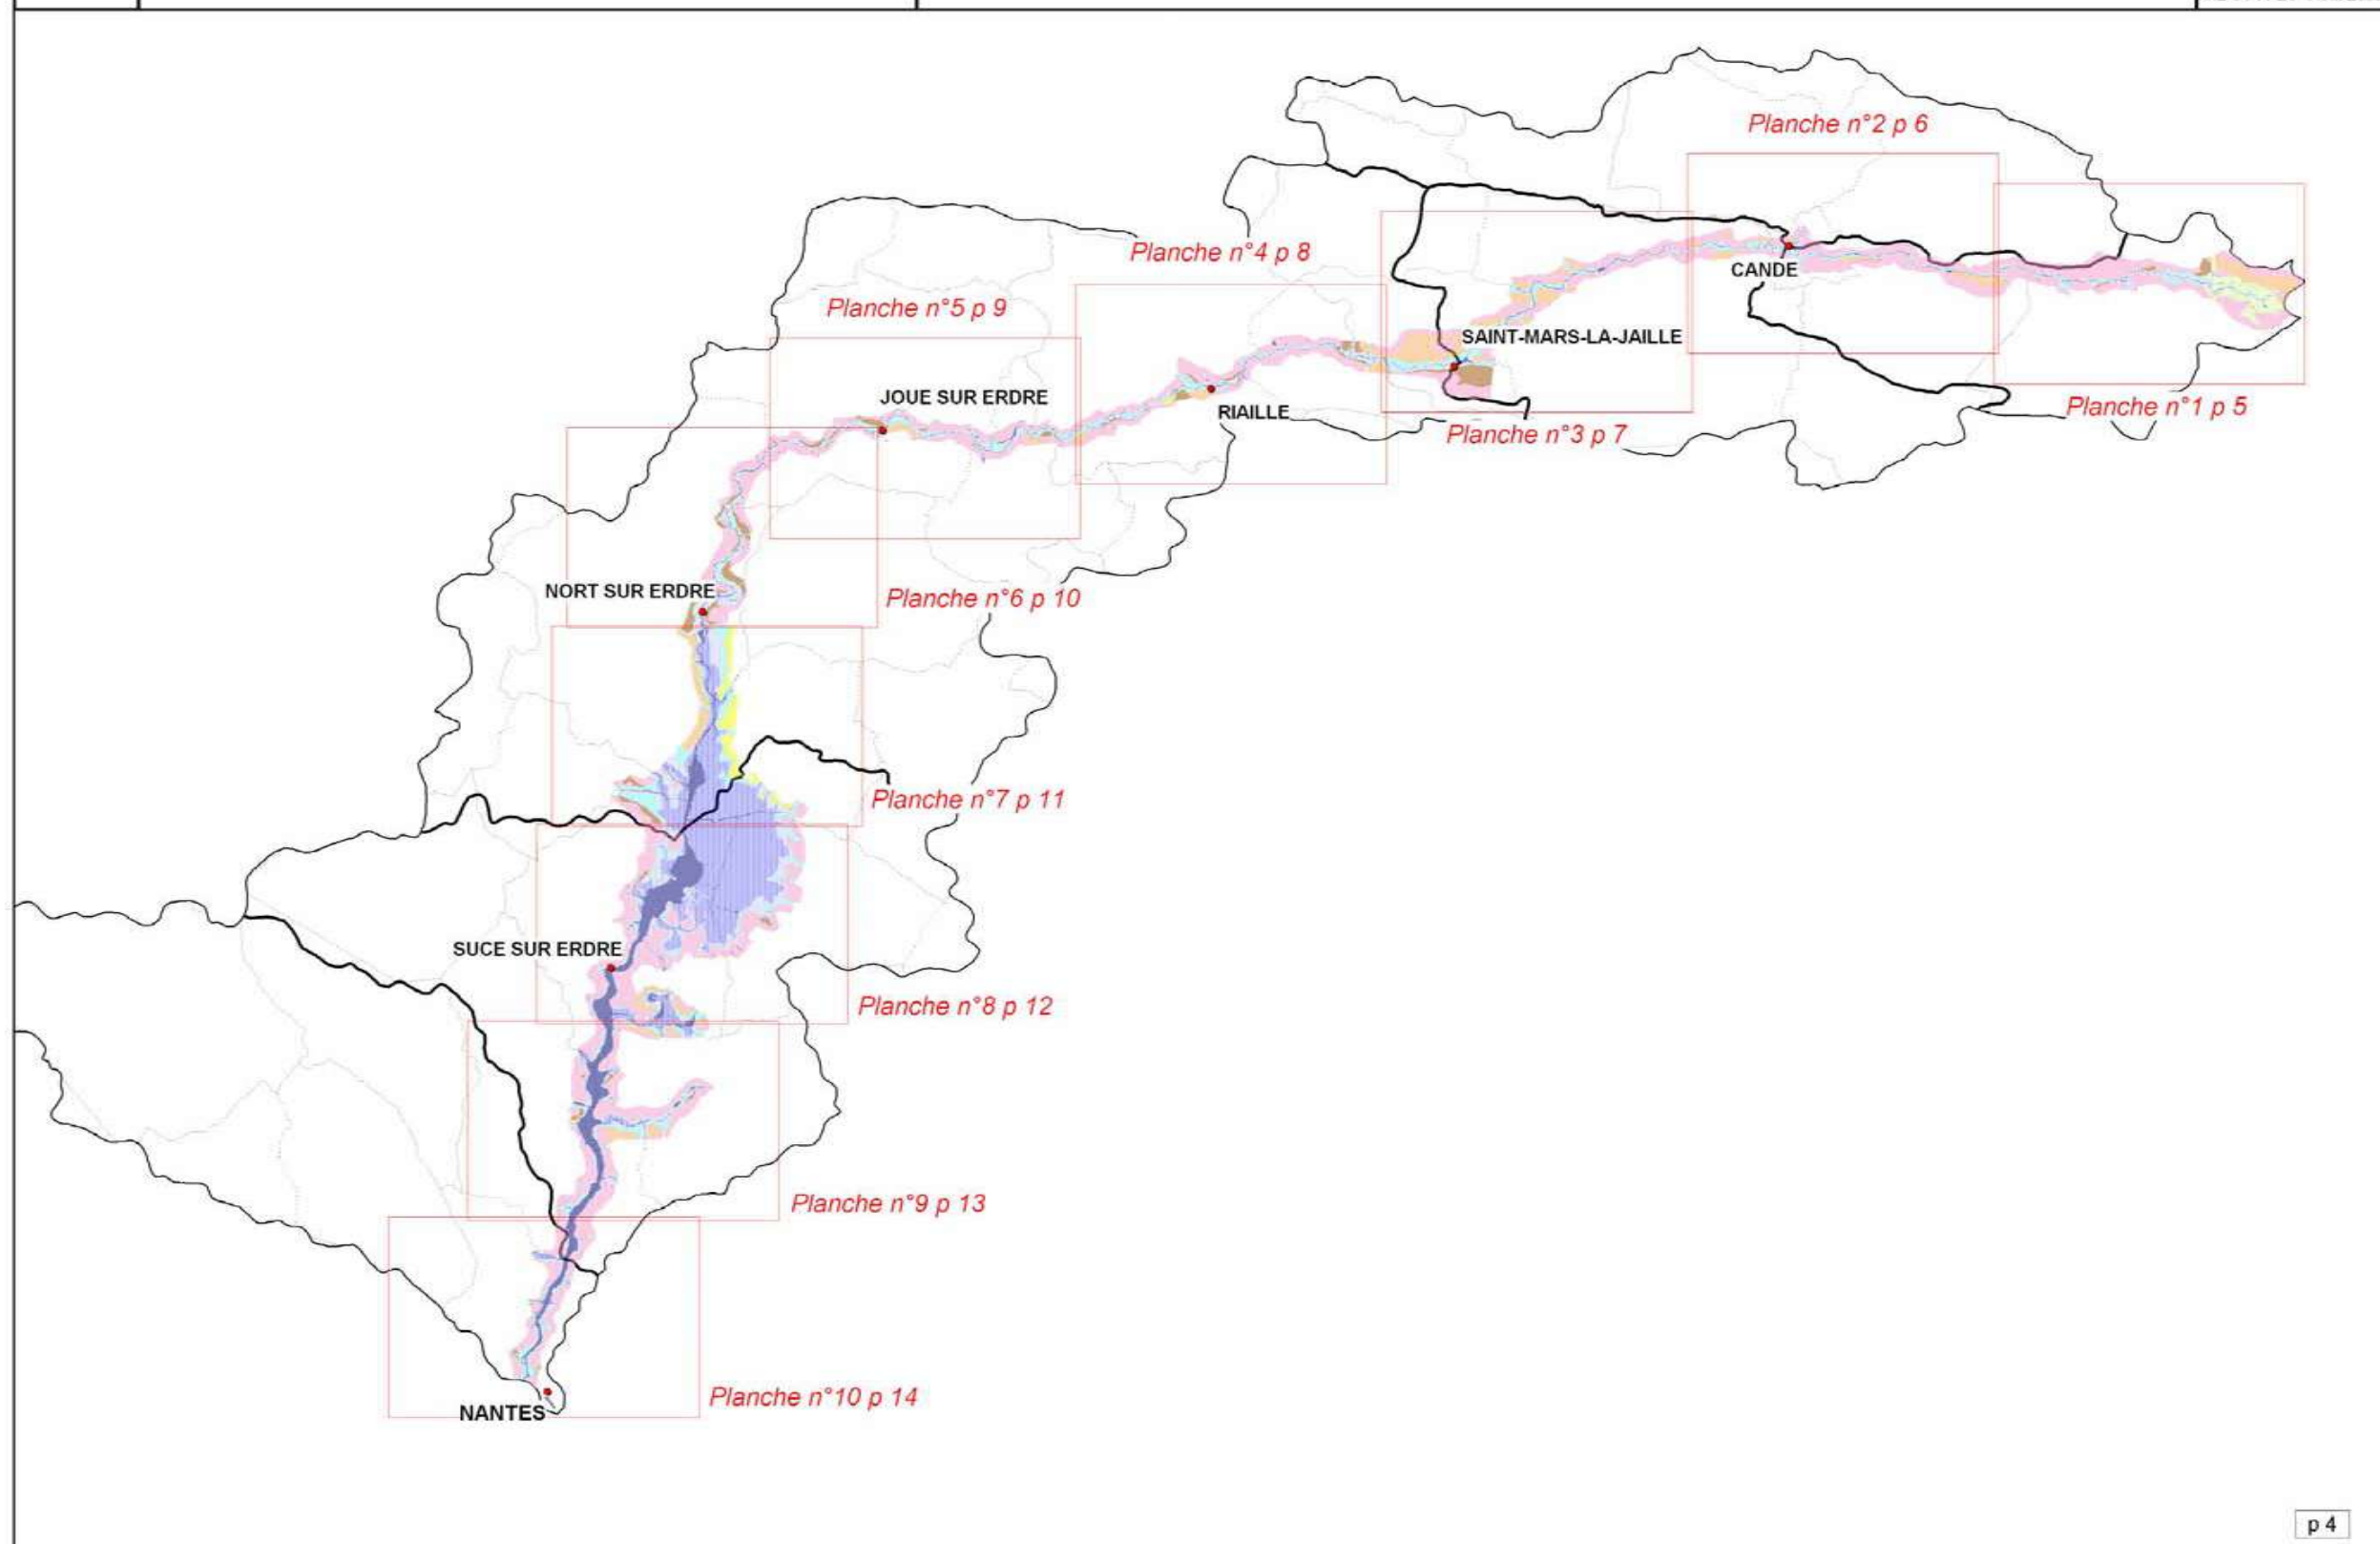 Planche n°2 p 6
Planche n°4 p 8
CANDE
Planche n°5 p 9
SAINT-MARS-LA-JAILLE
JOUE SUR ERDRE
RIAILLE
Planche n°1 p 5
Planche n°3 p 7
NORT SUR ERDRE
Planche n°6 p 10
Planche n°7 p 11
SUCE SUR ERDRE
Planche n°8 p 12
Planche n°9 p 13
Planche n°10 p 14
NANTES
p 4